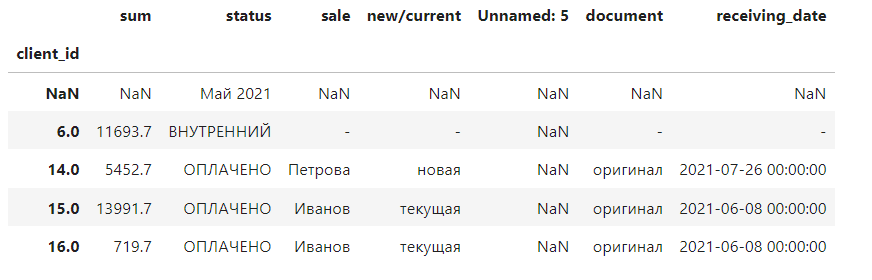 sum status sale new/current Unnamed: 5 document receiving_date
client_id
NaN NaN Май 2021 NaN NaN NaN NaN NaN
6.0 11693.7 ВНУТРЕННИЙ - - NaN - -
14.0 5452.7 ОПЛАЧЕНО Петрова новая NaN оригинал 2021-07-26 00:00:00
15.0 13991.7 ОПЛАЧЕНО Иванов текущая NaN оригинал 2021-06-08 00:00:00
16.0 719.7 ОПЛАЧЕНО Иванов текущая NaN оригинал 2021-06-08 00:00:00